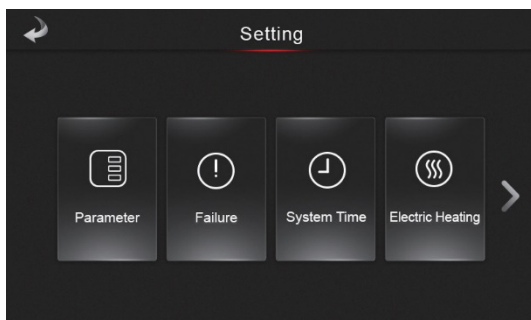 Setting
Parameter
Failure
System Time
Electric Heating